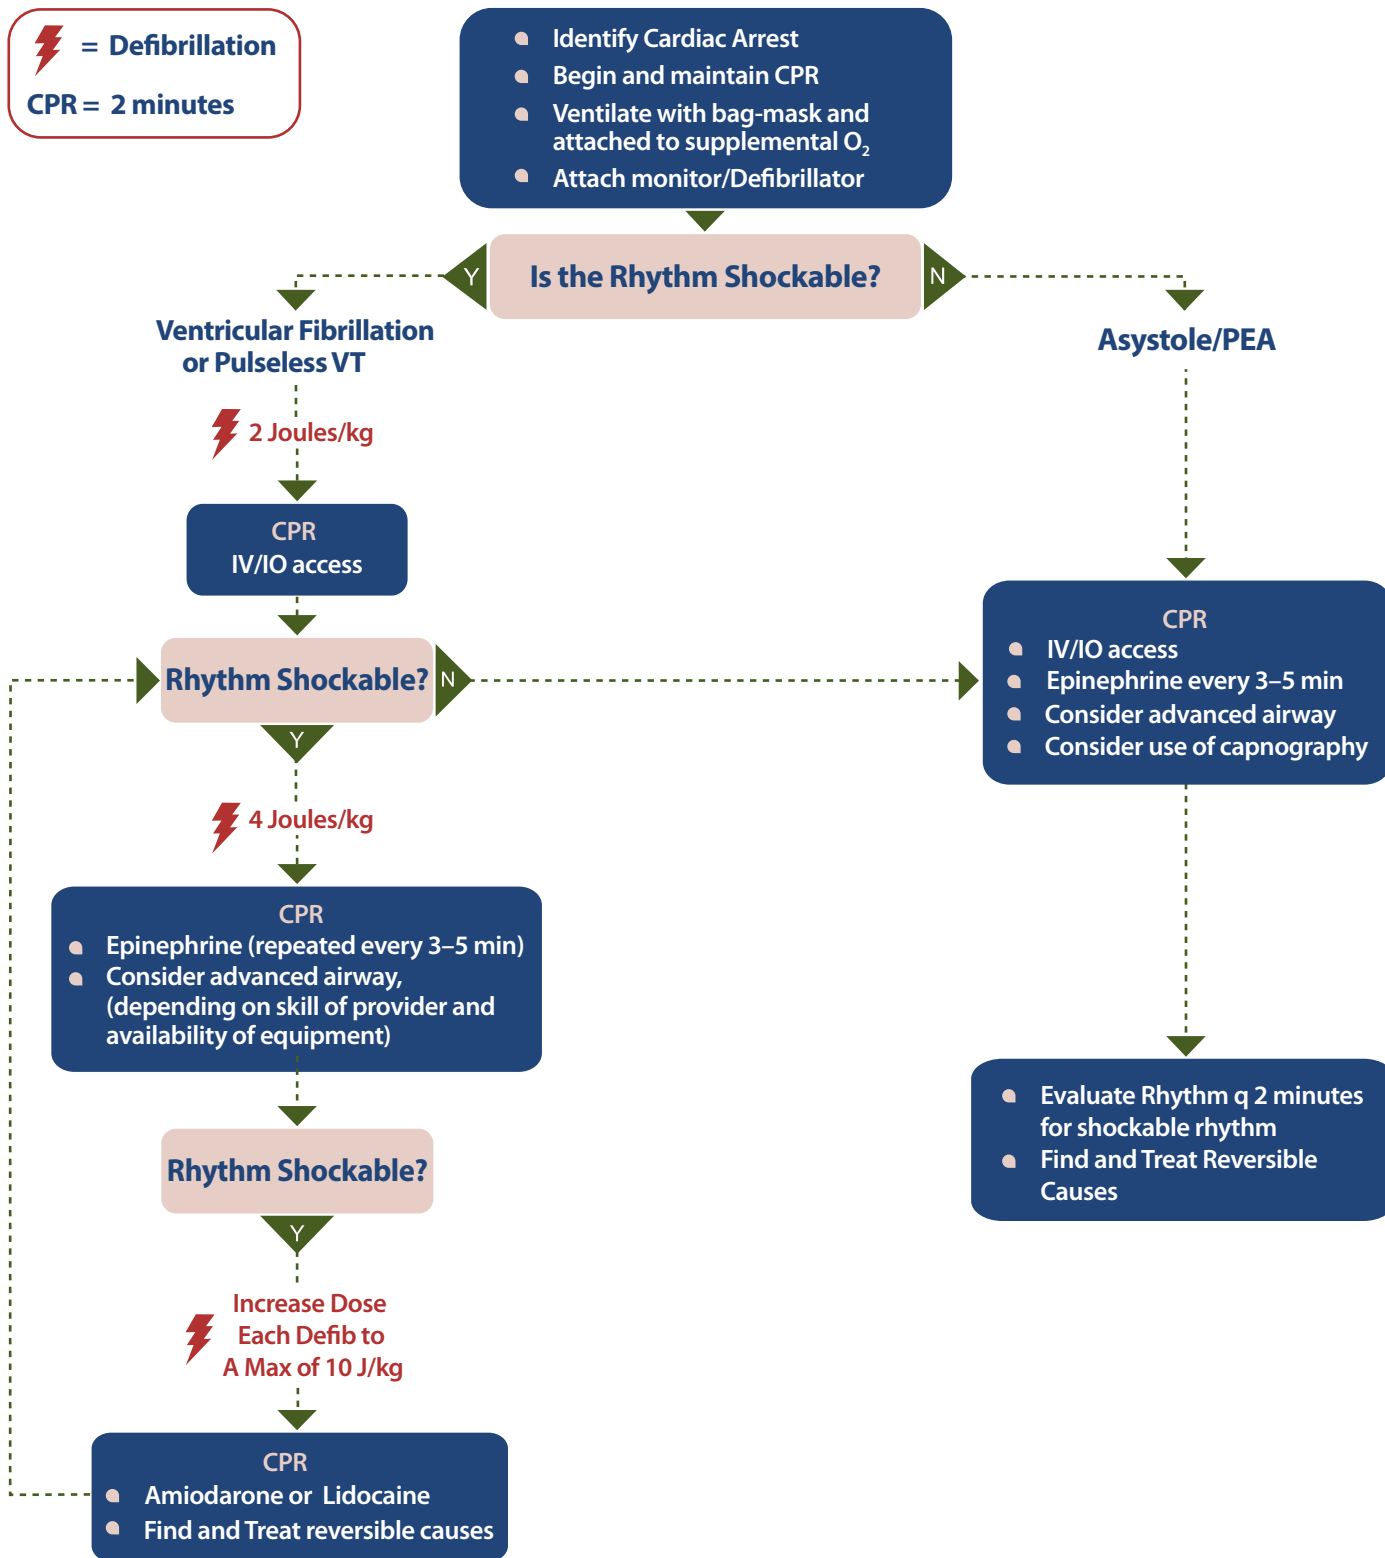 = Defibrillation
CPR = 2 minutes
Identify Cardiac Arrest
Begin and maintain CPR
Ventilate with bag-mask and
attached to supplemental O₂
Attach monitor/Defibrillator
Y
Is the Rhythm Shockable?
N
Ventricular Fibrillation
or Pulseless VT
Asystole/PEA
2 Joules/kg
CPR
IV/IO access
Rhythm Shockable?
N
Y
CPR
IV/IO access
Epinephrine every 3–5 min
Consider advanced airway
Consider use of capnography
4 Joules/kg
CPR
Epinephrine (repeated every 3–5 min)
Consider advanced airway,
(depending on skill of provider and
availability of equipment)
Rhythm Shockable?
Y
Evaluate Rhythm q 2 minutes
for shockable rhythm
Find and Treat Reversible
Causes
Increase Dose
Each Defib to
A Max of 10 J/kg
CPR
Amiodarone or Lidocaine
Find and Treat reversible causes